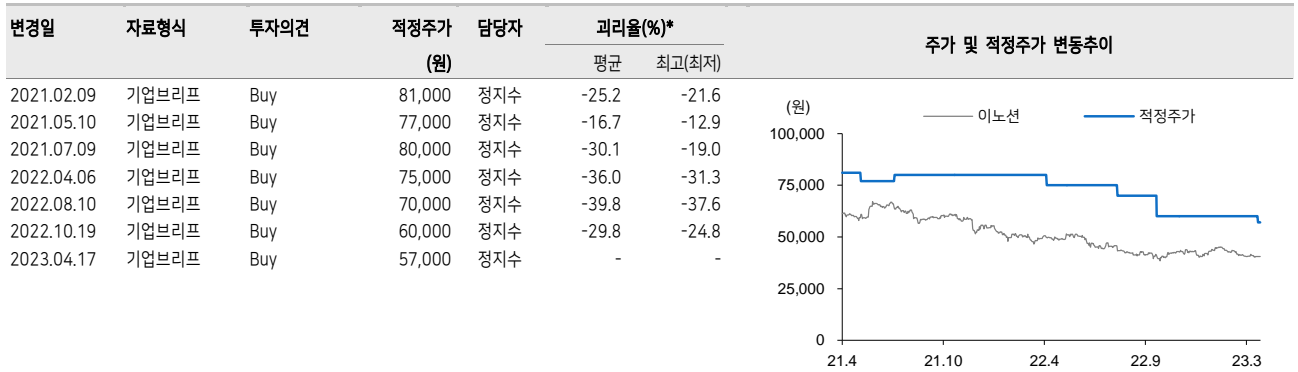 변경일 자료형식 투자의견 적정주가 담당자 괴리율(%)*
(원) 평균 최고(최저)
2021.02.09 기업브리프 Buy 81,000 정지수 -25.2 -21.6
2021.05.10 기업브리프 Buy 77,000 정지수 -16.7 -12.9
2021.07.09 기업브리프 Buy 80,000 정지수 -30.1 -19.0
2022.04.06 기업브리프 Buy 75,000 정지수 -36.0 -31.3
2022.08.10 기업브리프 Buy 70,000 정지수 -39.8 -37.6
2022.10.19 기업브리프 Buy 60,000 정지수 -29.8 -24.8
2023.04.17 기업브리프 Buy 57,000 정지수 - -
주가 및 적정주가 변동추이
(원) 이노션 적정주가
100,000
75,000
50,000
25,000
0
21.4 21.10 22.4 22.9 23.3